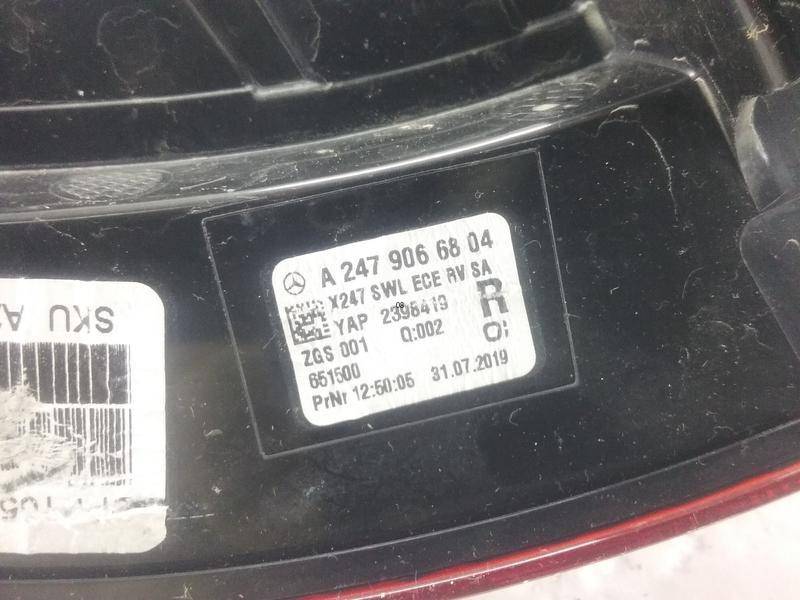 A 247 906 68 04
X247 SWL ECE RV SA
YAP 2398419
R
ZGS 001 Q:002
651500
PrNr 12:50:05 31.07.2019
SKU